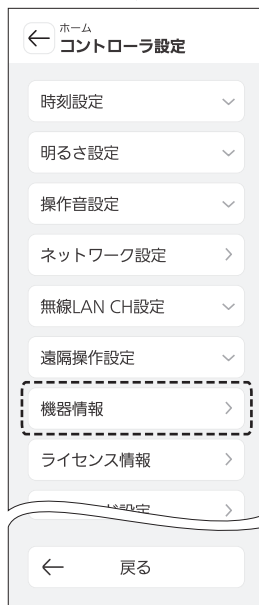 ホーム
コントローラ設定
時刻設定
明るさ設定
操作音設定
ネットワーク設定
無線LAN CH設定
遠隔操作設定
機器情報
ライセンス情報
設定
戻る